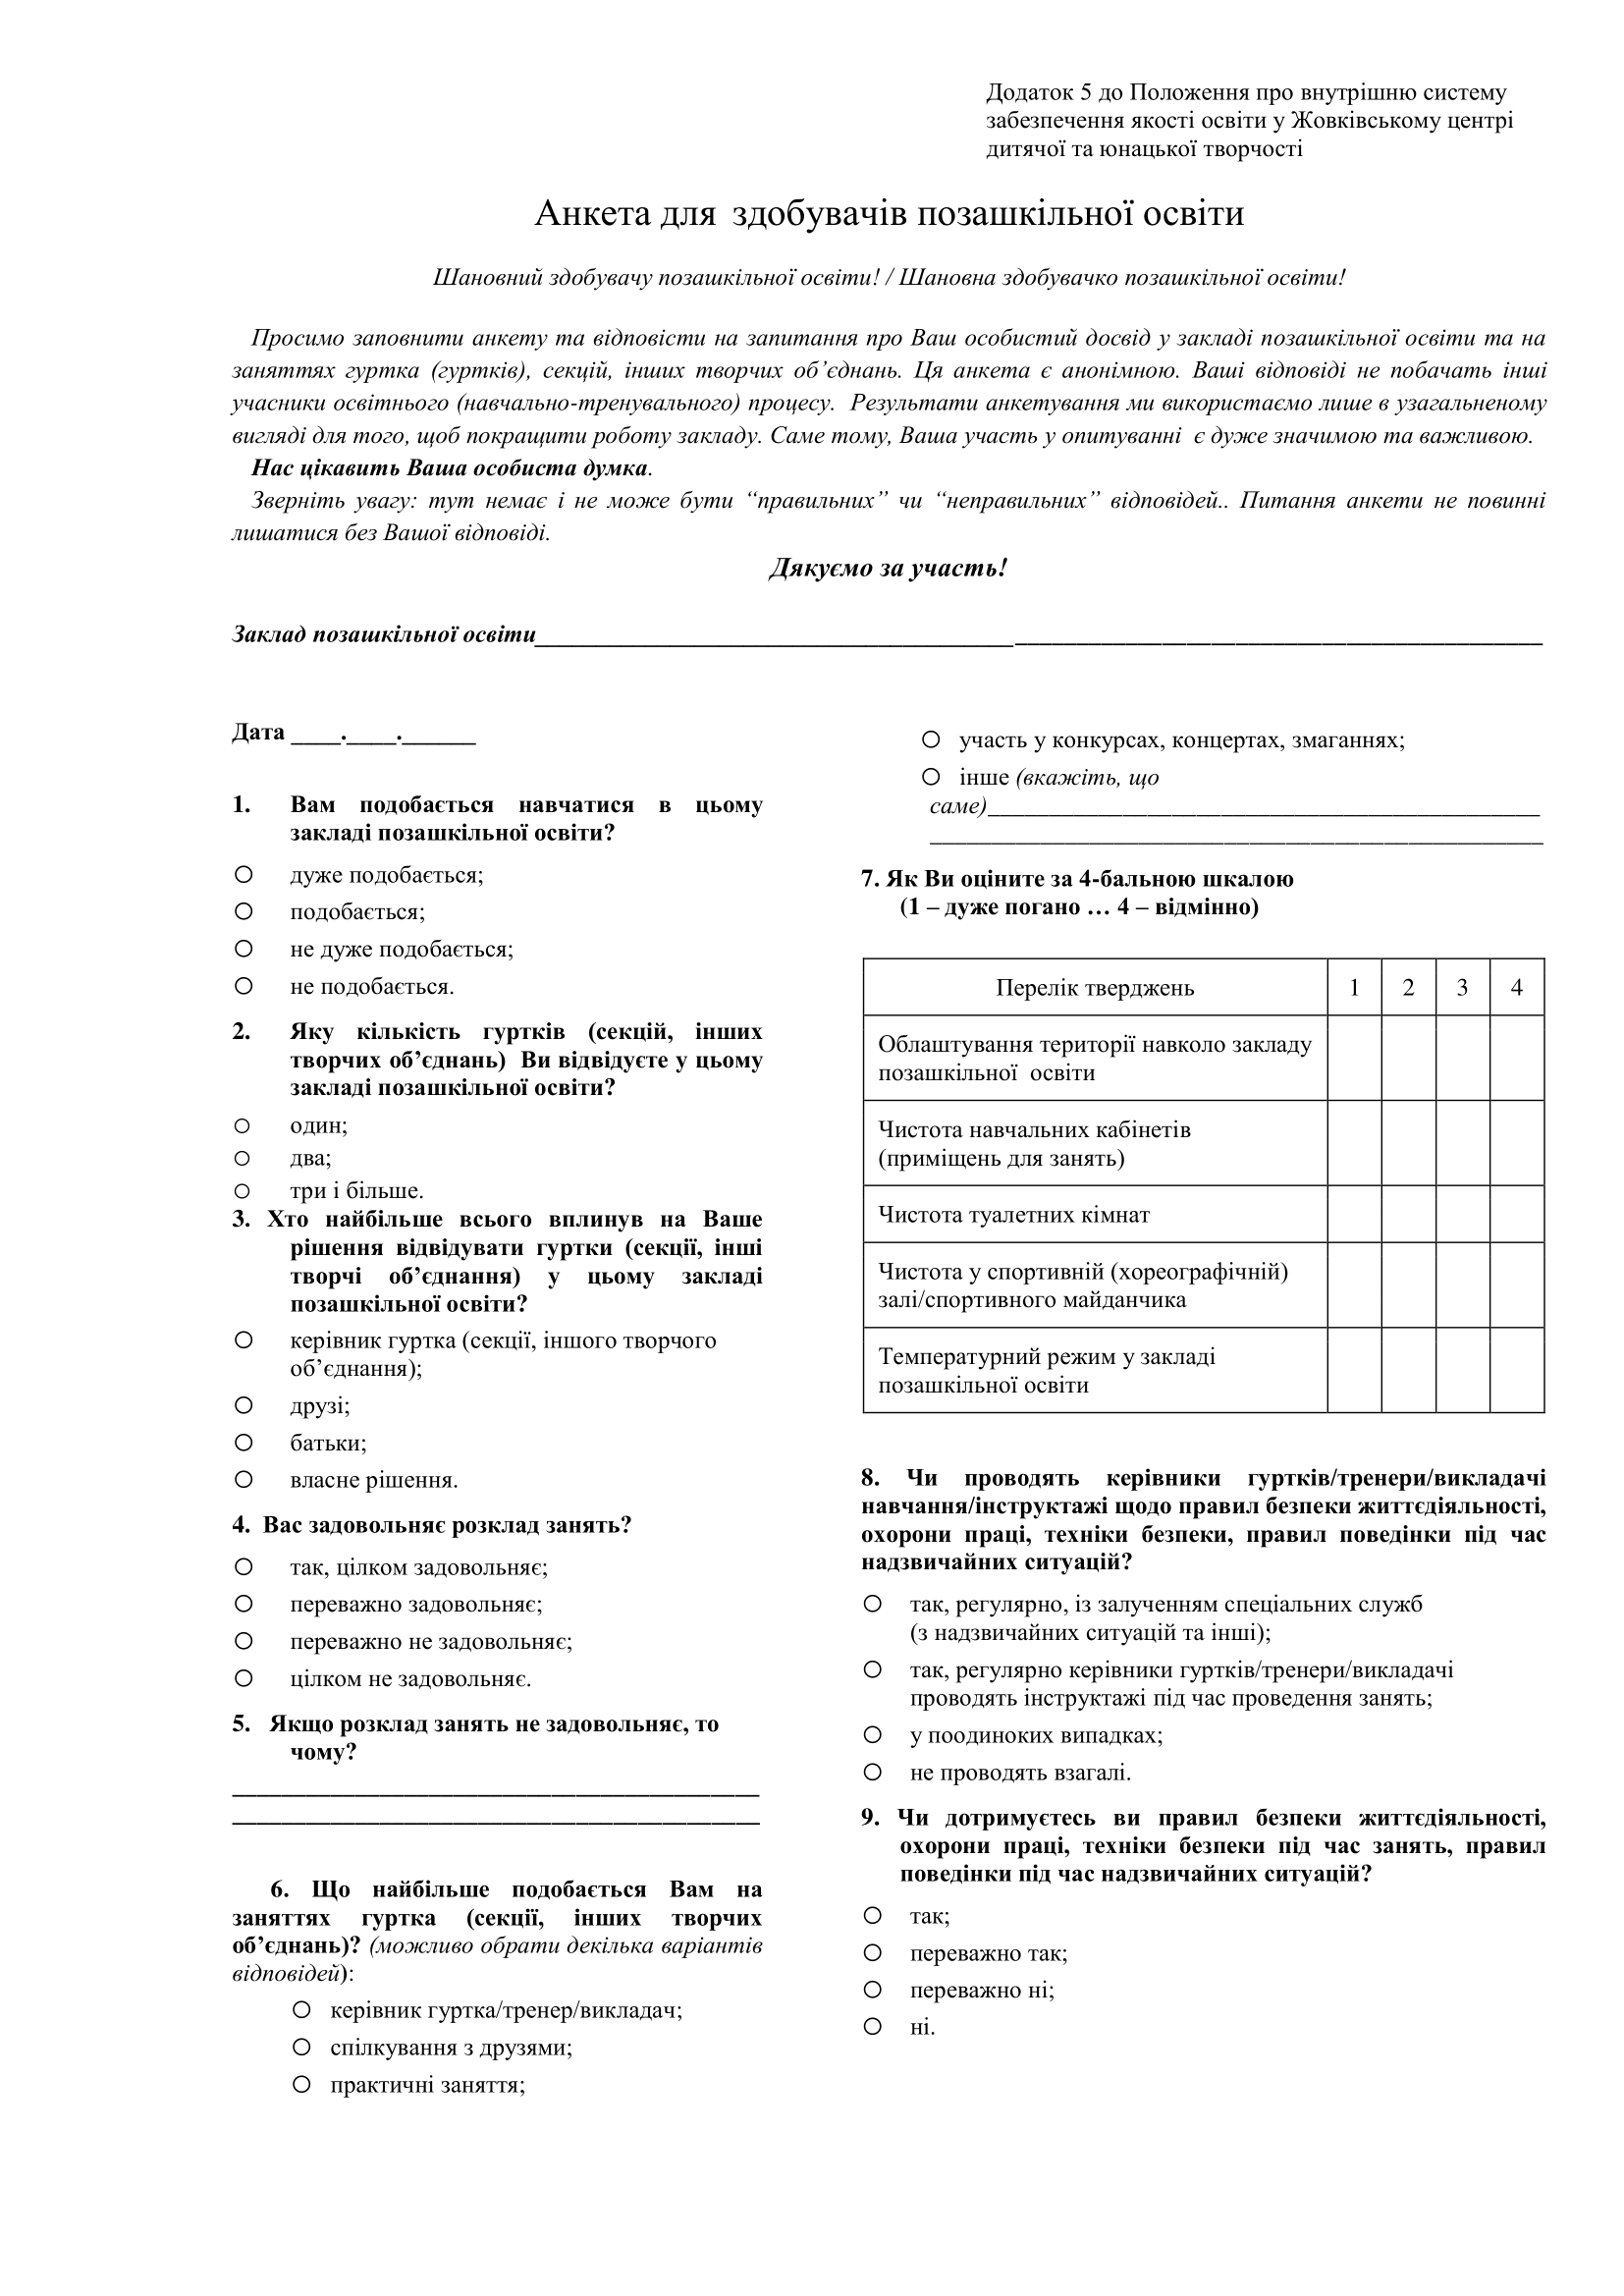 Додаток 5 до Положення про внутрішню систему
забезпечення якості освіти у Жовківському центрі
дитячої та юнацької творчості
Анкета для здобувачів позашкільної освіти
Шановний здобувачу позашкільної освіти! / Шановна здобувачко позашкільної освіти!
Просимо заповнити анкету та відповісти на запитання про Ваш особистий досвід у закладі позашкільної освіти та на
заняттях гуртка (гуртків), секцій, інших творчих об’єднань. Ця анкета є анонімною. Ваші відповіді не побачать інші
учасники освітнього (навчально-тренувального) процесу. Результати анкетування ми використаємо лише в узагальненому
вигляді для того, щоб покращити роботу закладу. Саме тому, Ваша участь у опитуванні є дуже значимою та важливою.
Нас цікавить Ваша особиста думка.
Зверніть увагу: тут немає і не може бути “правильних” чи “неправильних” відповідей.. Питання анкети не повинні
лишатися без Вашої відповіді.
Дякуємо за участь!
Заклад позашкільної освіти______________________________________________________________________________
Дата ____.____.______
1. Вам подобається навчатися в цьому
закладі позашкільної освіти?
○ дуже подобається;
○ подобається;
○ не дуже подобається;
○ не подобається.
2. Яку кількість гуртків (секцій, інших
творчих об’єднань) Ви відвідуєте у цьому
закладі позашкільної освіти?
○ один;
○ два;
○ три і більше.
3. Хто найбільше всього вплинув на Ваше
рішення відвідувати гуртки (секції, інші
творчі об’єднання) у цьому закладі
позашкільної освіти?
○ керівник гуртка (секції, іншого творчого
об’єднання);
○ друзі;
○ батьки;
○ власне рішення.
4. Вас задовольняє розклад занять?
○ так, цілком задовольняє;
○ переважно задовольняє;
○ переважно не задовольняє;
○ цілком не задовольняє.
5. Якщо розклад занять не задовольняє, то
чому?
___________________________________________
___________________________________________
6. Що найбільше подобається Вам на
заняттях гуртка (секції, інших творчих
об’єднань)? (можливо обрати декілька варіантів
відповідей):
○ керівник гуртка/тренер/викладач;
○ спілкування з друзями;
○ практичні заняття;
○ участь у конкурсах, концертах, змаганнях;
○ інше (вкажіть, що
саме)_____________________________________________
__________________________________________________
7. Як Ви оціните за 4-бальною шкалою
(1 – дуже погано … 4 – відмінно)
Перелік тверджень 1 2 3 4
Облаштування території навколо закладу
позашкільної освіти
Чистота навчальних кабінетів
(приміщень для занять)
Чистота туалетних кімнат
Чистота у спортивній (хореографічній)
залі/спортивного майданчика
Температурний режим у закладі
позашкільної освіти
8. Чи проводять керівники гуртків/тренери/викладачі
навчання/інструктажі щодо правил безпеки життєдіяльності,
охорони праці, техніки безпеки, правил поведінки під час
надзвичайних ситуацій?
○ так, регулярно, із залученням спеціальних служб
(з надзвичайних ситуацій та інші);
○ так, регулярно керівники гуртків/тренери/викладачі
проводять інструктажі під час проведення занять;
○ у поодиноких випадках;
○ не проводять взагалі.
9. Чи дотримуєтесь ви правил безпеки життєдіяльності,
охорони праці, техніки безпеки під час занять, правил
поведінки під час надзвичайних ситуацій?
○ так;
○ переважно так;
○ переважно ні;
○ ні.